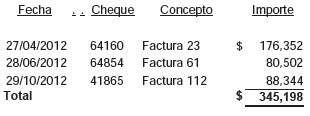 Fecha . . Cheque Concepto Importe
27/04/2012 64160 Factura 23 $ 176,352
28/06/2012 64854 Factura 61 80,502
29/10/2012 41865 Factura 112 88,344
Total $ 345,198